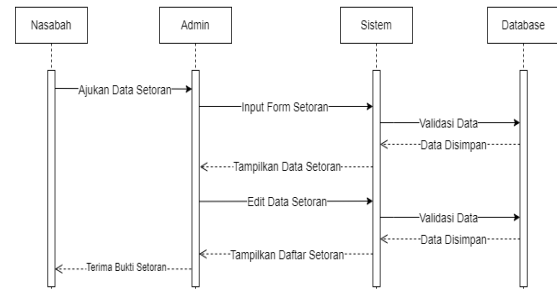 Nasabah
Admin
Sistem
Database
Ajukan Data Setoran
Input Form Setoran
Validasi Data
Data Disimpan
Tampilkan Data Setoran
Edit Data Setoran
Validasi Data
Data Disimpan
Tampilkan Daftar Setoran
Terima Bukti Setoran